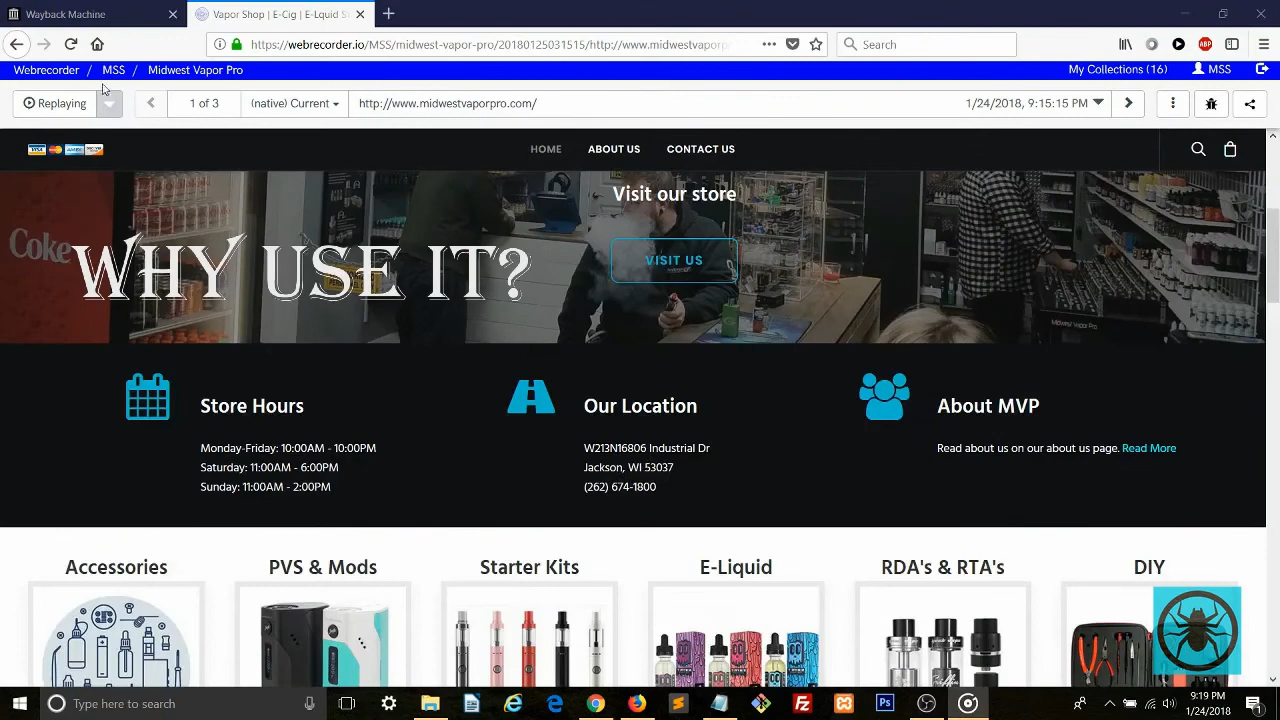 Wayback Machine
Vapor Shop | E-Cig | E-Lquid S
https://webrecorder.io/MSS/midwest-vapor-pro/20180125031515/http://www.midwestvaporp
Search
ABP
Webrecorder / MSS / Midwest Vapor Pro
My Collections (16) MSS
Replaying
1 of 3
(native) Current
http://www.midwestvaporpro.com/
1/24/2018, 9:15:15 PM
VISA
HOME ABOUT US CONTACT US
Coke
Visit our store
WHY USE IT?
VISIT US
Store Hours
Monday-Friday: 10:00AM - 10:00PM
Saturday: 11:00AM - 6:00PM
Sunday: 11:00AM - 2:00PM
Our Location
W213N16806 Industrial Dr
Jackson, WI 53037
(262) 674-1800
About MVP
Read about us on our about us page. Read More
Accessories
PVS & Mods
Starter Kits
E-Liquid
RDA's & RTA's
DIY
Type here to search
Ps
9:19 PM
1/24/2018